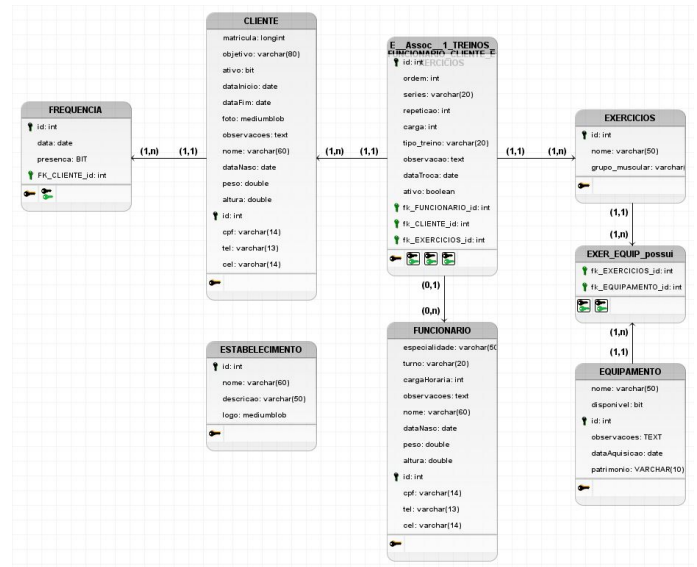 CLIENTE
matricula: longint
objetivo: varchar(80)
ativo: bit
dataInicio: date
dataFim: date
foto: mediumblob
observacoes: text
nome: varchar(60)
dataNasc: date
peso: double
altura: double
id: int
cpf: varchar(14)
tel: varchar(13)
cel: varchar(14)
E__Assoc__1_TREINOS_
FUNCIONARIO_CLIENTE_E
XERCICIOS
id: int
ordem: int
series: varchar(20)
repeticao: int
carga: int
tipo_treino: varchar(20)
observacao: text
dataTroca: date
ativo: boolean
fk_FUNCIONARIO_id: int
fk_CLIENTE_id: int
fk_EXERCICIOS_id: int
FREQUENCIA
id: int
data: date
presenca: BIT
FK_CLIENTE_id: int
(1,n)
(1,1)
(1,n)
(1,1)
(1,1)
(1,n)
EXERCICIOS
id: int
nome: varchar(50)
grupo_muscular: varchar
(1,1)
(1,n)
EXER_EQUIP_possui
fk_EXERCICIOS_id: int
fk_EQUIPAMENTO_id: int
(1,n)
(1,1)
(0,1)
(0,n)
ESTABELECIMENTO
id: int
nome: varchar(60)
descricao: varchar(50)
logo: mediumblob
FUNCIONARIO
especialidade: varchar(50
turno: varchar(20)
cargaHoraria: int
observacoes: text
nome: varchar(60)
dataNasc: date
peso: double
altura: double
id: int
cpf: varchar(14)
tel: varchar(13)
cel: varchar(14)
EQUIPAMENTO
nome: varchar(50)
disponivel: bit
id: int
observacoes: TEXT
dataAquisicao: date
patrimonio: VARCHAR(10)